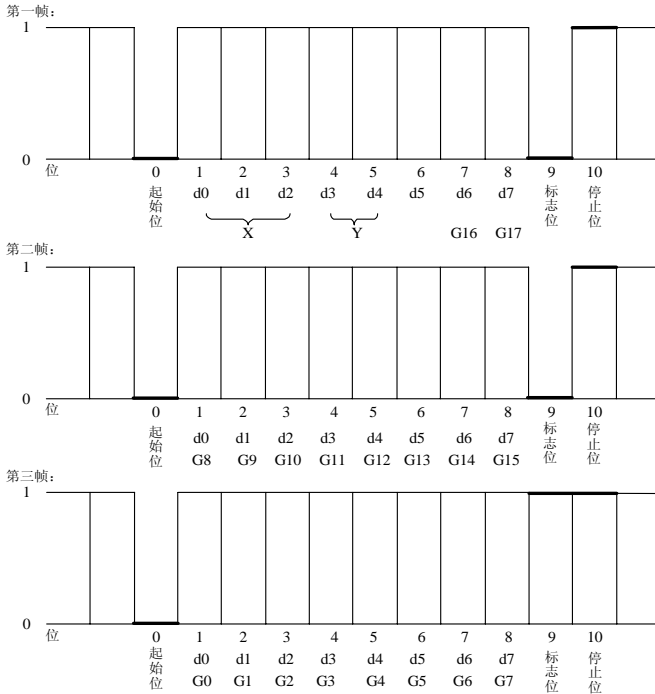 第一帧：
1
0
位 0 1 2 3 4 5 6 7 8 9 10
起始位 d0 d1 d2 d3 d4 d5 d6 d7 标志位 停止位
X Y G16 G17
第二帧：
1
0
位 0 1 2 3 4 5 6 7 8 9 10
起始位 d0 d1 d2 d3 d4 d5 d6 d7 标志位 停止位
G8 G9 G10 G11 G12 G13 G14 G15
第三帧：
1
0
位 0 1 2 3 4 5 6 7 8 9 10
起始位 d0 d1 d2 d3 d4 d5 d6 d7 标志位 停止位
G0 G1 G2 G3 G4 G5 G6 G7